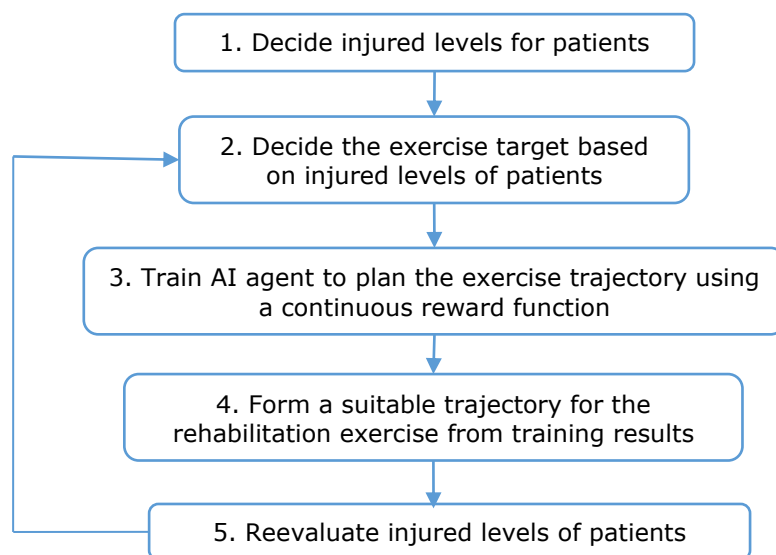 1. Decide injured levels for patients
2. Decide the exercise target based
on injured levels of patients
3. Train AI agent to plan the exercise trajectory using
a continuous reward function
4. Form a suitable trajectory for the
rehabilitation exercise from training results
5. Reevaluate injured levels of patients